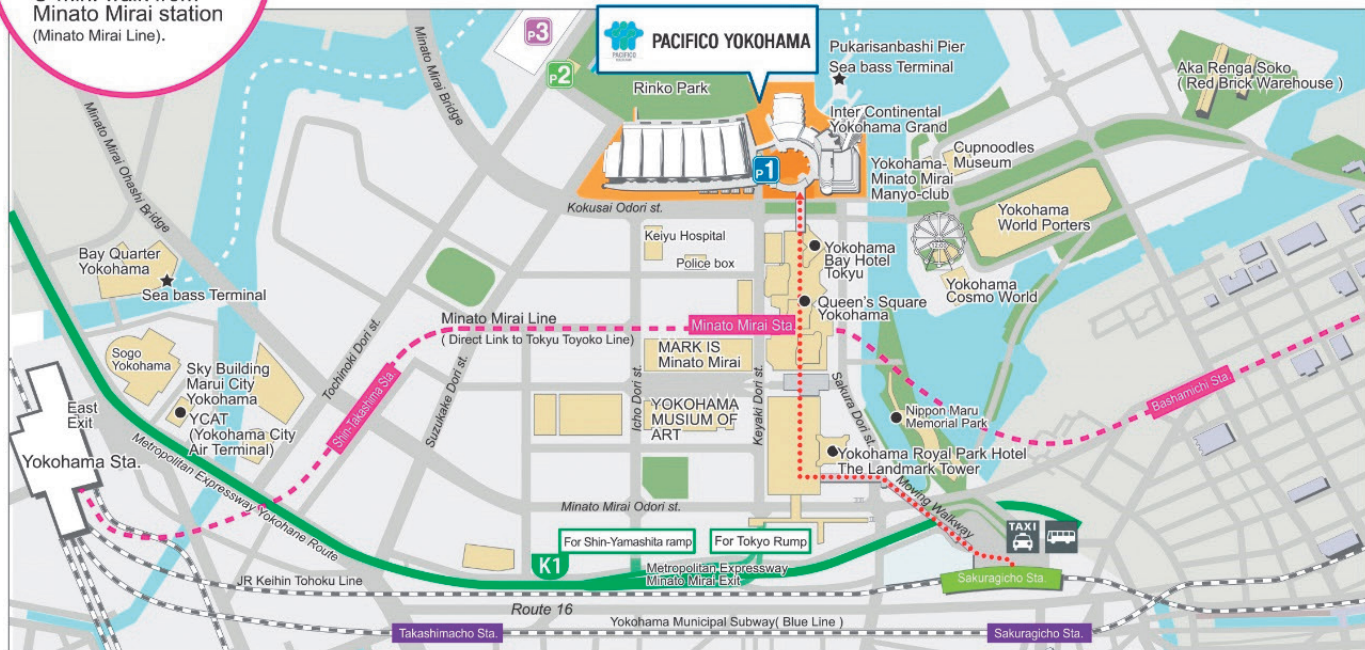 Minato Mirai station
(Minato Mirai Line).
Minato Mirai Bridge
P3
P2
PACIFICO
PACIFICO YOKOHAMA
Rinko Park
Pukarisanbashi Pier
Sea bass Terminal
Aka Renga Soko
( Red Brick Warehouse )
Inter Continental
Yokohama Grand
Cupnoodles
Museum
P1
Yokohama-
Minato Mirai
Manyo-club
Minato Mirai Ohashi Bridge
Kokusai Odori st.
Yokohama
World Porters
Keiyu Hospital
Police box
Yokohama
Bay Hotel
Tokyu
Bay Quarter
Yokohama
Sea bass Terminal
Yokohama
Cosmo World
Queen's Square
Yokohama
Minato Mirai Line
( Direct Link to Tokyu Toyoko Line)
Minato Mirai Sta.
Sogo
Yokohama
Sky Building
Marui City
Yokohama
YCAT
(Yokohama City
Air Terminal)
Tochinoki Dori st.
Shin-Takashima Sta.
Suzukake Dori st.
MARK IS
Minato Mirai
Icho Dori st.
YOKOHAMA
MUSIUM OF
ART
Keyaki Dori st.
Sakura Dori st.
Bashamichi Sta.
Nippon Maru
Memorial Park
East
Exit
Yokohama Sta.
Metropolitan Expressway Yokohane Route
Yokohama Royal Park Hotel
The Landmark Tower
Moving Walkway
Minato Mirai Odori st.
For Shin-Yamashita ramp
For Tokyo Rump
TAXI
K1
Metropolitan Expressway
Minato Mirai Exit
JR Keihin Tohoku Line
Sakuragicho Sta.
Route 16
Yokohama Municipal Subway( Blue Line )
Takashimacho Sta.
Sakuragicho Sta.